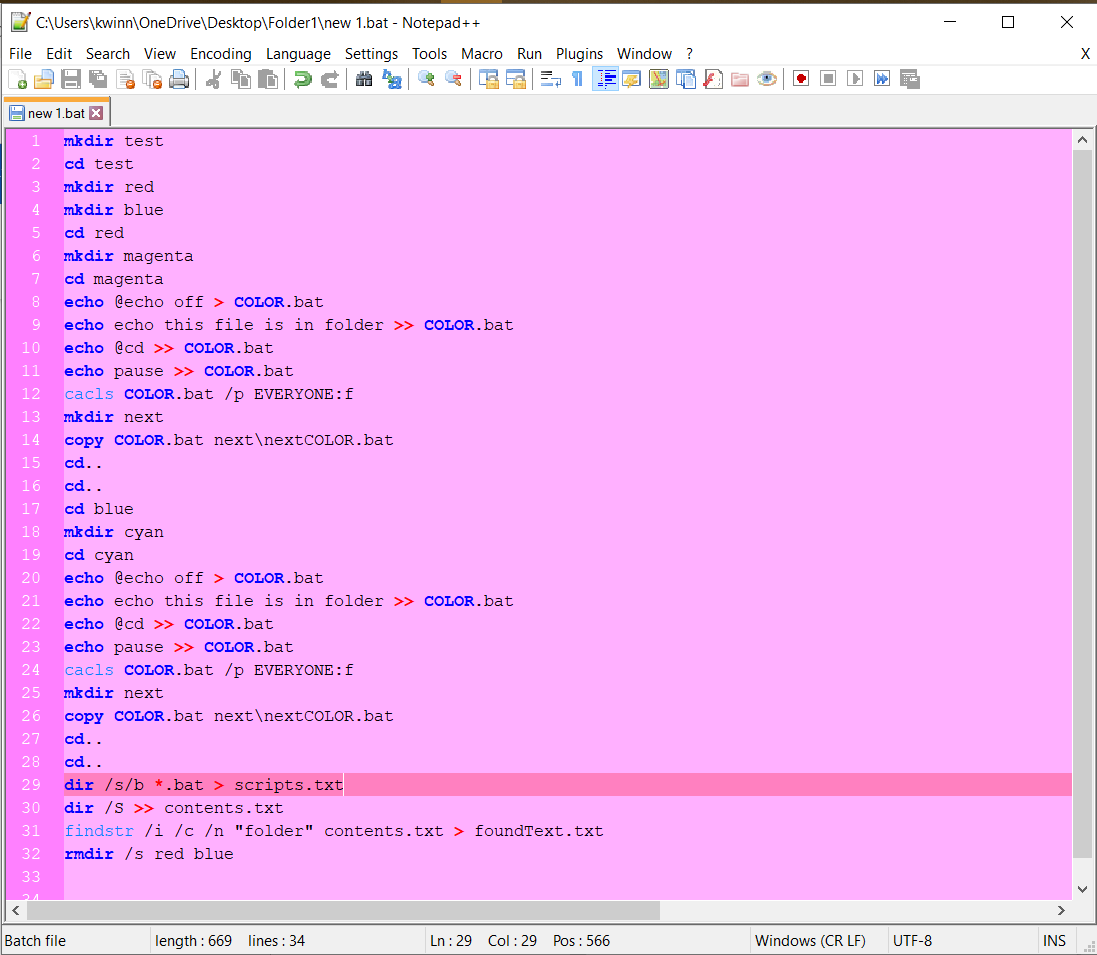 C:\Users\kwinn\OneDrive\Desktop\Folder1\new 1.bat - Notepad++
File Edit Search View Encoding Language Settings Tools Macro Run Plugins Window ? X
new 1.bat
1 mkdir test
2 cd test
3 mkdir red
4 mkdir blue
5 cd red
6 mkdir magenta
7 cd magenta
8 echo @echo off > COLOR.bat
9 echo echo this file is in folder >> COLOR.bat
10 echo @cd >> COLOR.bat
11 echo pause >> COLOR.bat
12 cacls COLOR.bat /p EVERYONE:f
13 mkdir next
14 copy COLOR.bat next\nextCOLOR.bat
15 cd..
16 cd..
17 cd blue
18 mkdir cyan
19 cd cyan
20 echo @echo off > COLOR.bat
21 echo echo this file is in folder >> COLOR.bat
22 echo @cd >> COLOR.bat
23 echo pause >> COLOR.bat
24 cacls COLOR.bat /p EVERYONE:f
25 mkdir next
26 copy COLOR.bat next\nextCOLOR.bat
27 cd..
28 cd..
29 dir /s/b *.bat > scripts.txt
30 dir /S >> contents.txt
31 findstr /i /c /n "folder" contents.txt > foundText.txt
32 rmdir /s red blue
33
34
Batch file length : 669 lines : 34 Ln : 29 Col : 29 Pos : 566 Windows (CR LF) UTF-8 INS